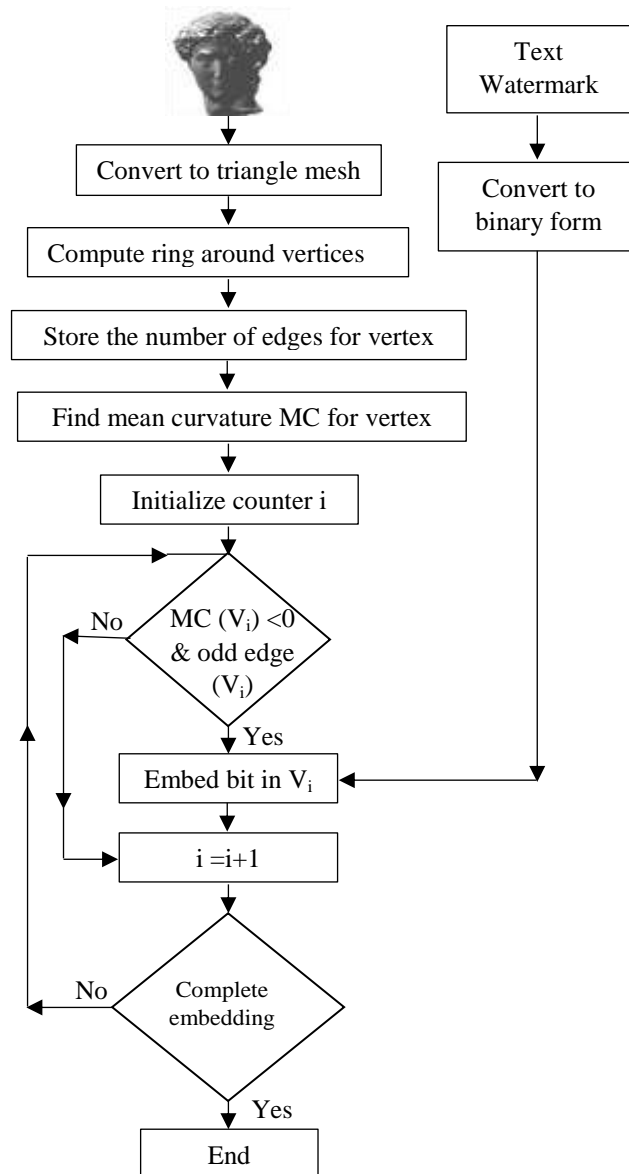 Text
Watermark
Convert to triangle mesh
Convert to
binary form
Compute ring around vertices
Store the number of edges for vertex
Find mean curvature MC for vertex
Initialize counter i
No
MC (Vi) <0
& odd edge
(Vi)
Yes
Embed bit in Vi
i =i+1
No
Complete
embedding
Yes
End